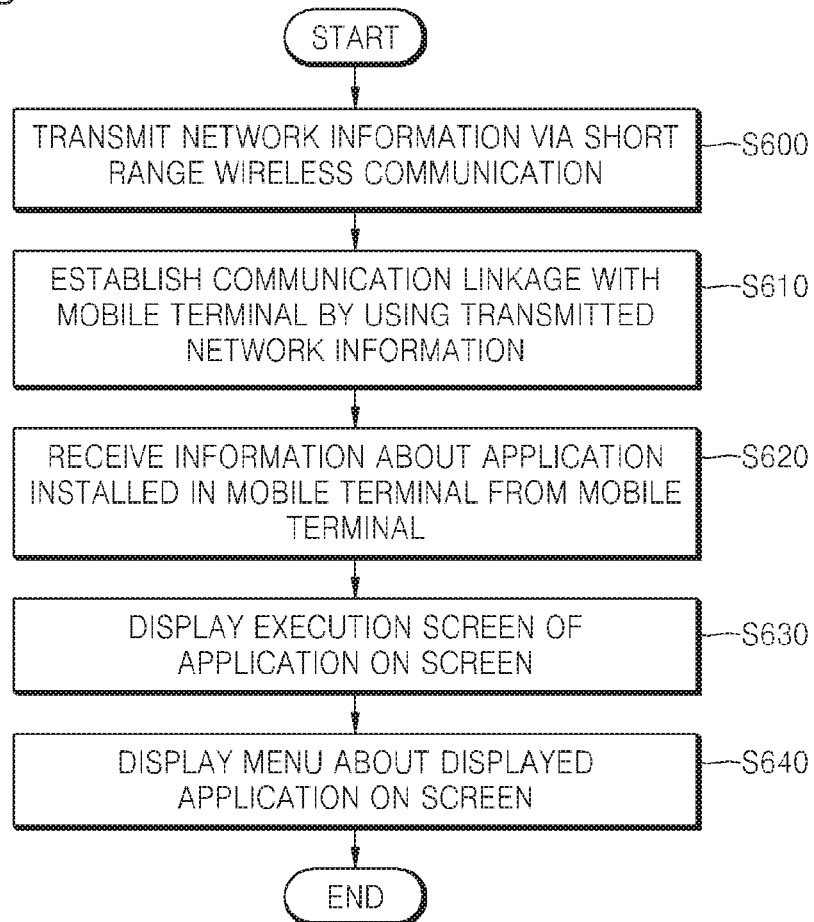 START
TRANSMIT NETWORK INFORMATION VIA SHORT
RANGE WIRELESS COMMUNICATION
S600
ESTABLISH COMMUNICATION LINKAGE WITH
MOBILE TERMINAL BY USING TRANSMITTED
NETWORK INFORMATION
S610
RECEIVE INFORMATION ABOUT APPLICATION
INSTALLED IN MOBILE TERMINAL FROM MOBILE
TERMINAL
S620
DISPLAY EXECUTION SCREEN OF
APPLICATION ON SCREEN
S630
DISPLAY MENU ABOUT DISPLAYED
APPLICATION ON SCREEN
S640
END